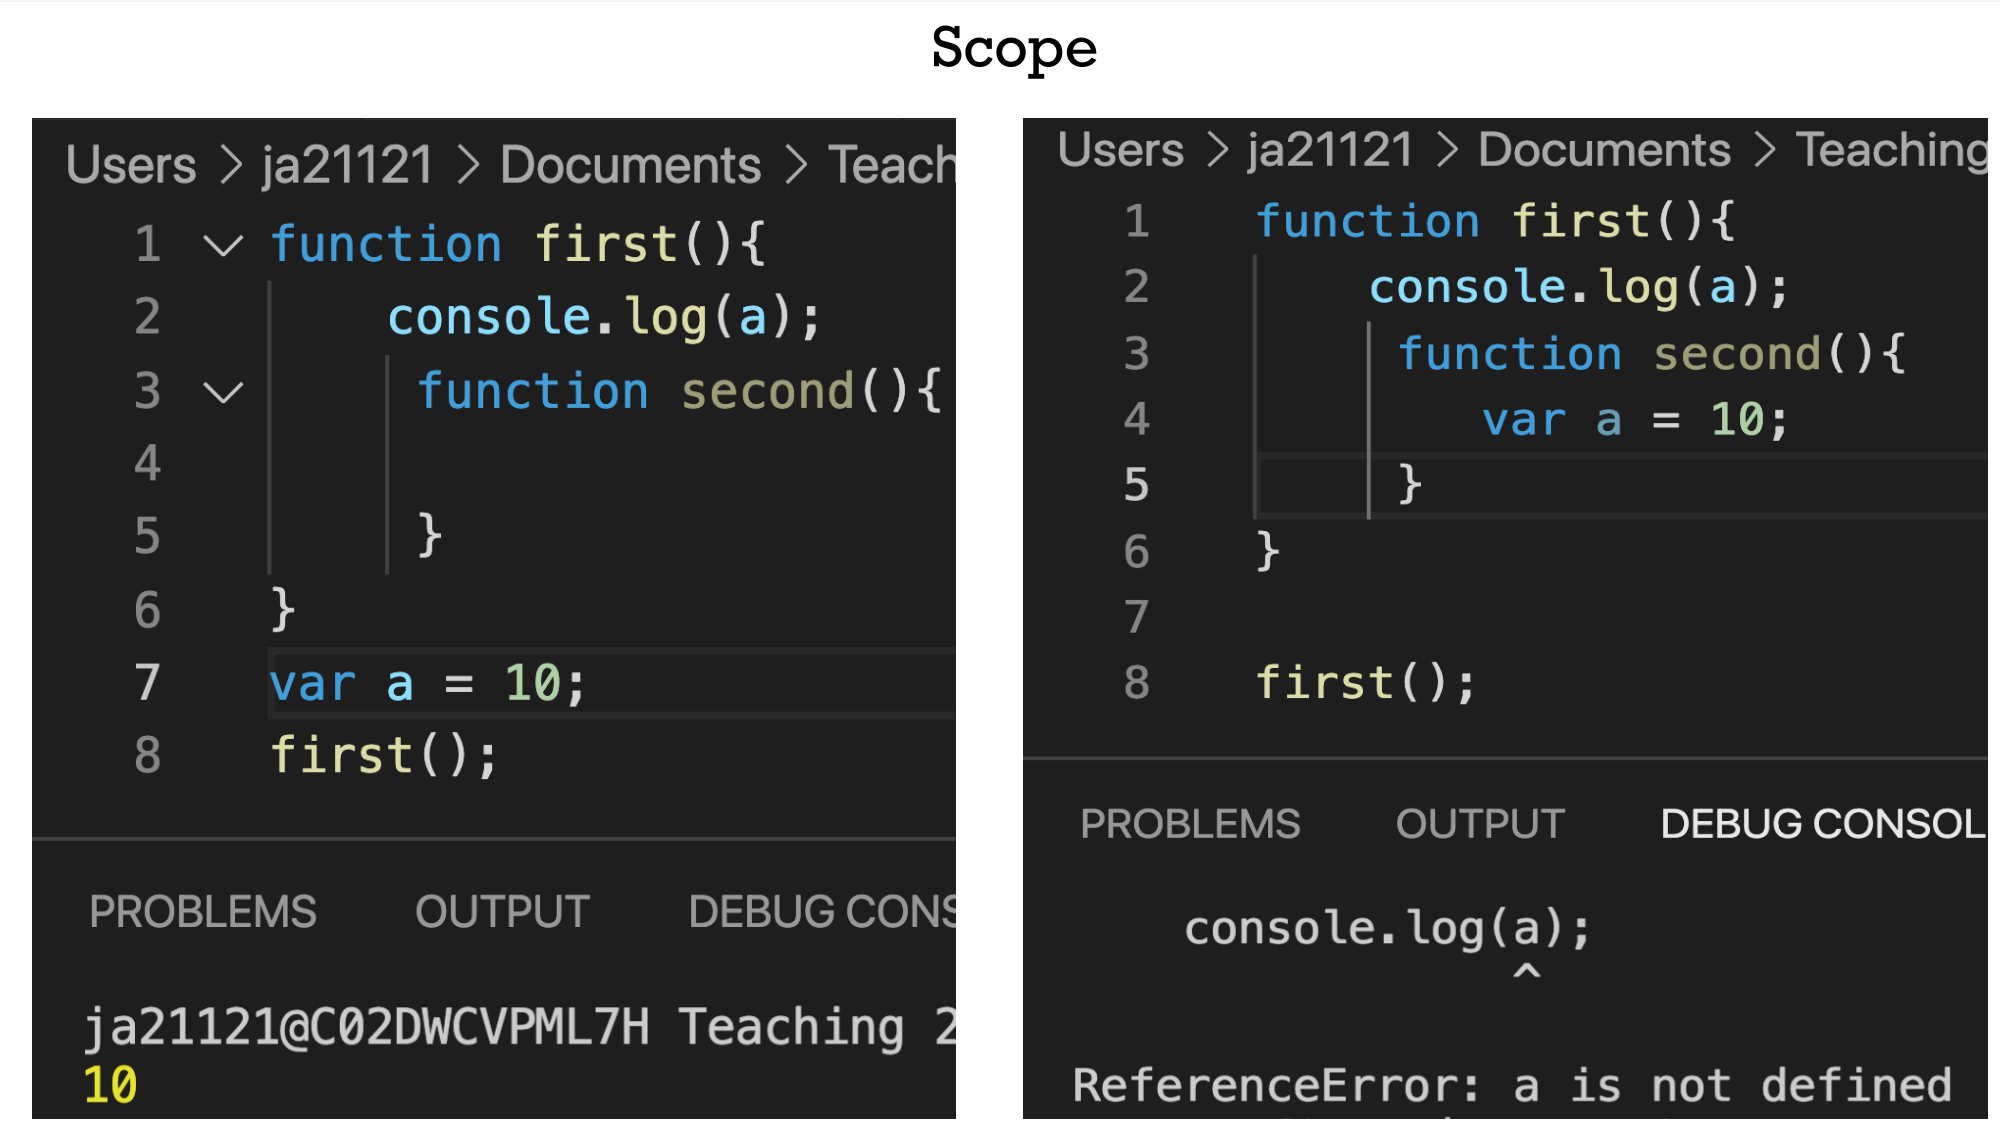 Scope
Users > ja21121 > Documents > Teach
1 function first(){
2 console.log(a);
3 function second(){
4
5 }
6 }
7 var a = 10;
8 first();
PROBLEMS OUTPUT DEBUG CONS
ja21121@C02DWCVPML7H Teaching 2
10
Users > ja21121 > Documents > Teaching
1 function first(){
2 console.log(a);
3 function second(){
4 var a = 10;
5 }
6 }
7
8 first();
PROBLEMS OUTPUT DEBUG CONSOL
console.log(a);
^
ReferenceError: a is not defined